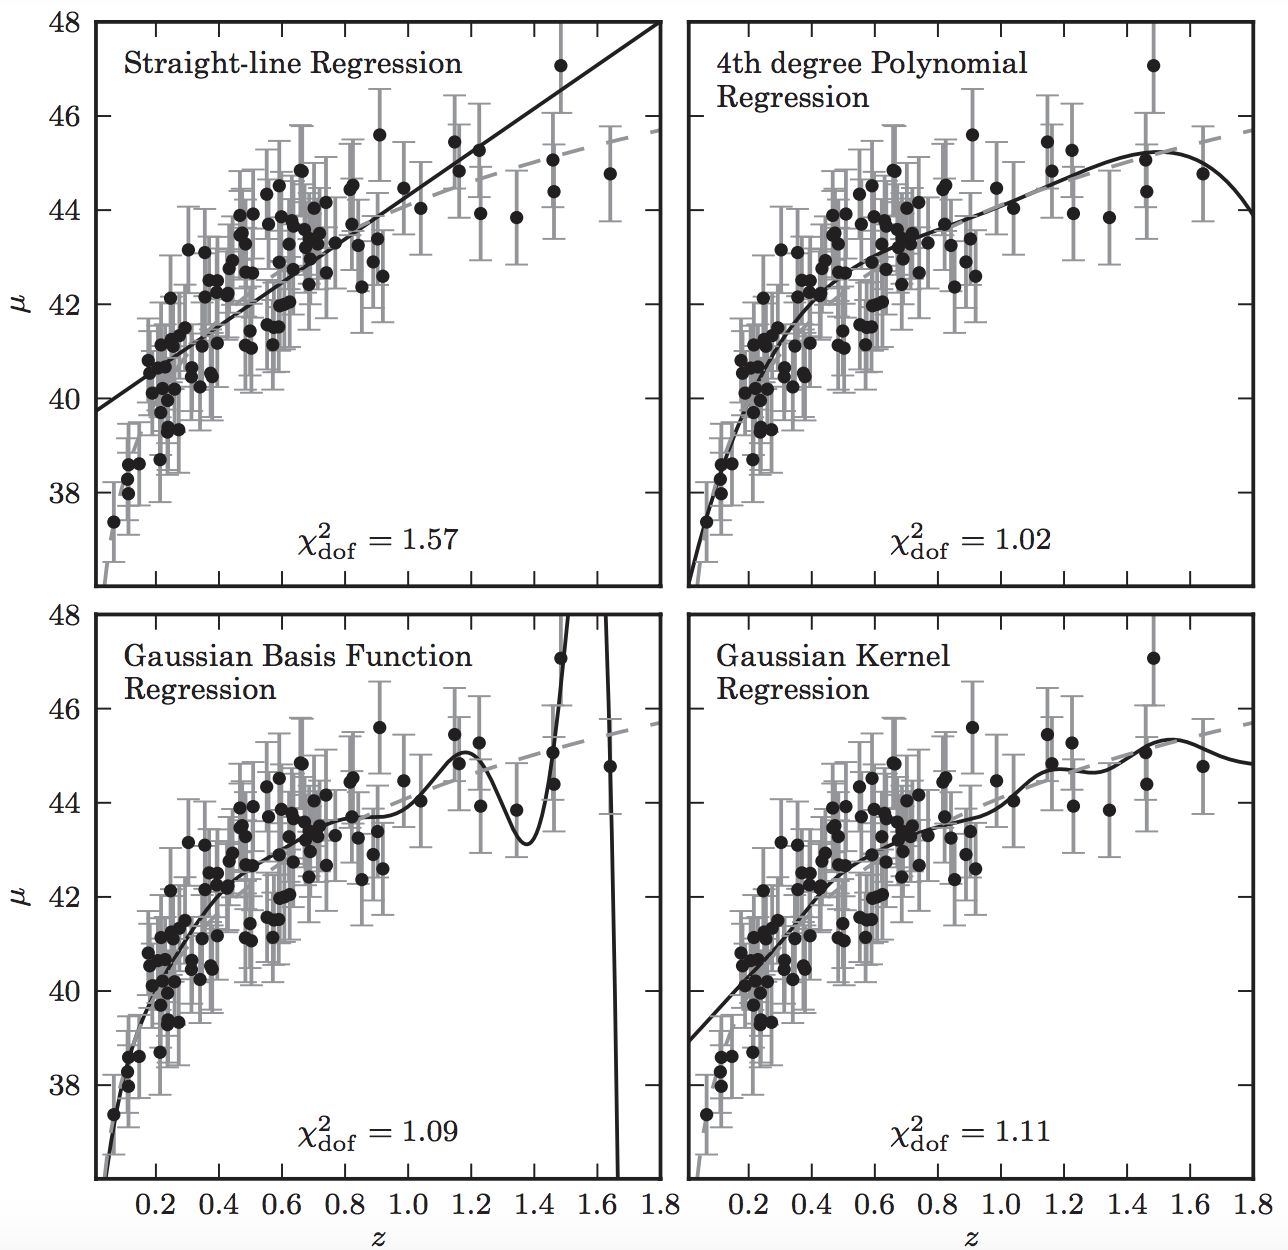 48
46
44
42
40
38
μ
Straight-line Regression
χ²dof = 1.57
4th degree Polynomial
Regression
χ²dof = 1.02
48
46
44
42
40
38
μ
Gaussian Basis Function
Regression
χ²dof = 1.09
0.2 0.4 0.6 0.8 1.0 1.2 1.4 1.6 1.8
z
Gaussian Kernel
Regression
χ²dof = 1.11
0.2 0.4 0.6 0.8 1.0 1.2 1.4 1.6 1.8
z